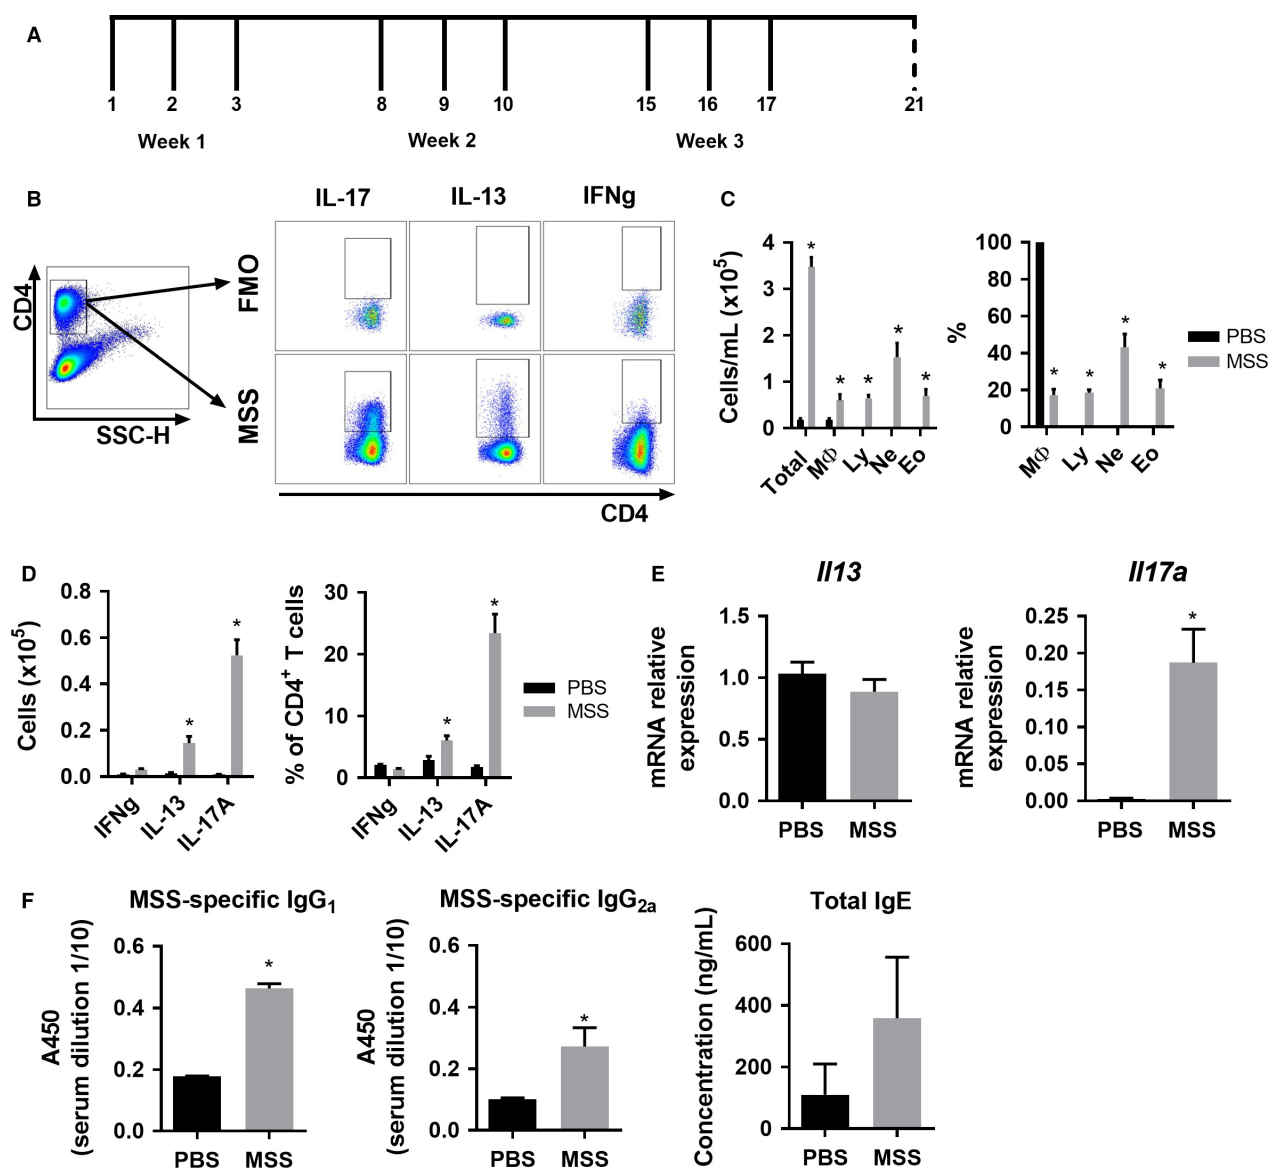 A
1 2 3 8 9 10 15 16 17 21
Week 1 Week 2 Week 3
B
IL-17 IL-13 IFNg
CD4
SSC-H
FMO
MSS
CD4
C
Cells/mL (x10⁵)
4
3
2
1
0
* * * * *
Total MΦ Ly Ne Eo
%
100
80
60
40
20
0
* * * *
MΦ Ly Ne Eo
PBS
MSS
D
Cells (x10⁵)
0.8
0.6
0.4
0.2
0.0
* *
IFNg IL-13 IL-17A
% of CD4⁺ T cells
30
20
10
0
* *
IFNg IL-13 IL-17A
PBS
MSS
E
Il13
mRNA relative
expression
1.5
1.0
0.5
0.0
PBS MSS
Il17a
mRNA relative
expression
0.25
0.20
0.15
0.10
0.05
0.00
*
PBS MSS
F
MSS-specific IgG₁
A450
(serum dilution 1/10)
0.6
0.4
0.2
0.0
*
PBS MSS
MSS-specific IgG₂ₐ
A450
(serum dilution 1/10)
0.6
0.4
0.2
0.0
*
PBS MSS
Total IgE
Concentration (ng/mL)
600
400
200
0
PBS MSS